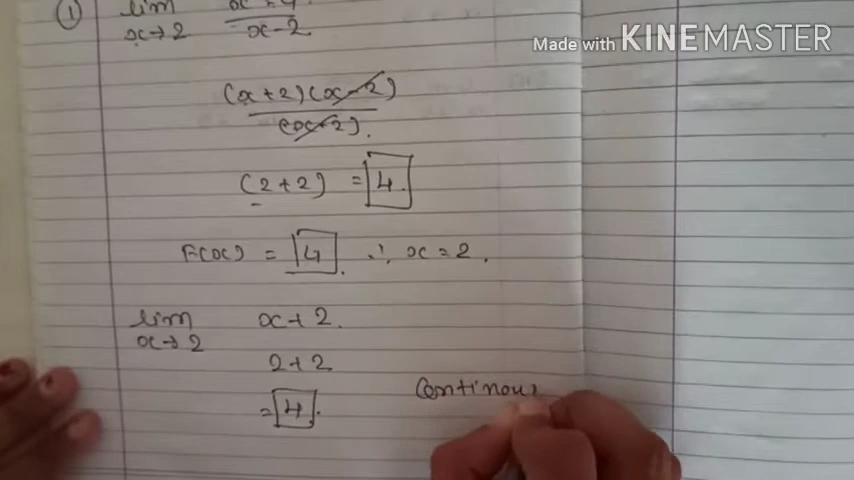 Made with KINEMASTER
① lim
x→2
x-2
(x+2)(x-2)
(x+2).
(2+2) = 4.
F(x) = 4. ∴ x = 2.
lim x+2.
x→2
2+2
= 4. Continous